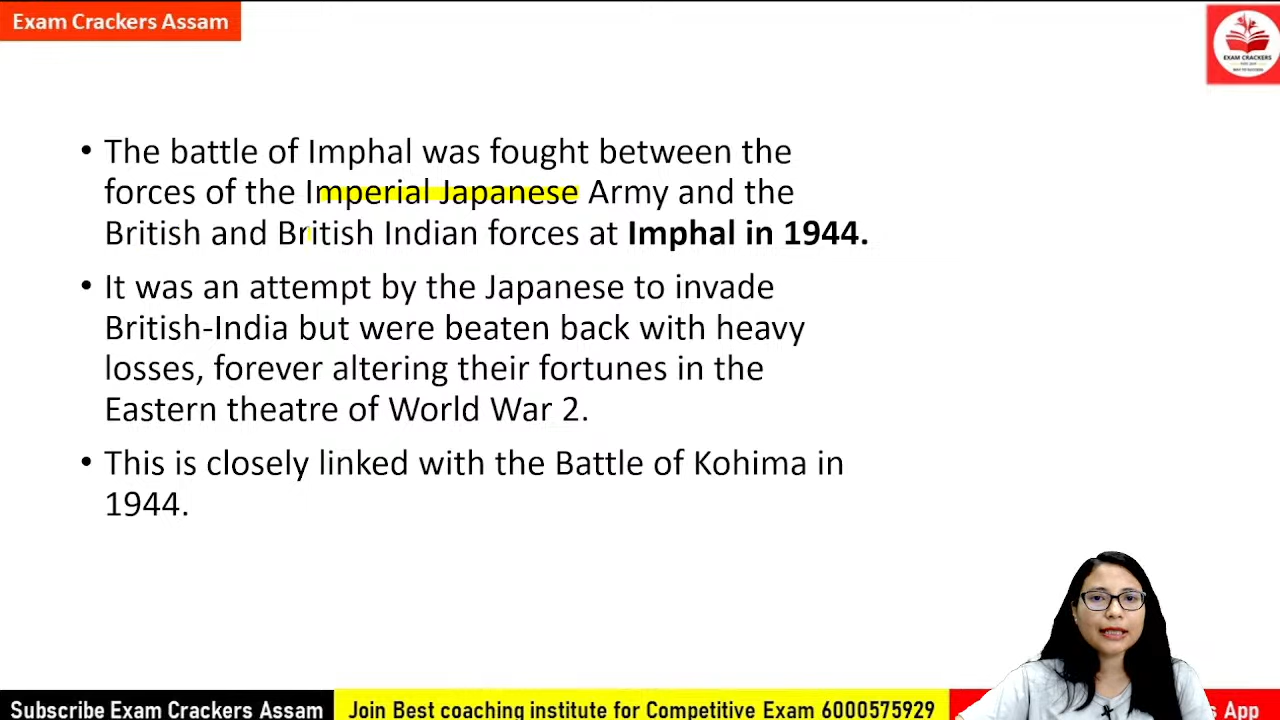 Exam Crackers Assam
EXAM CRACKERS
• The battle of Imphal was fought between the
forces of the Imperial Japanese Army and the
British and British Indian forces at Imphal in 1944.
• It was an attempt by the Japanese to invade
British-India but were beaten back with heavy
losses, forever altering their fortunes in the
Eastern theatre of World War 2.
• This is closely linked with the Battle of Kohima in
1944.
Subscribe Exam Crackers Assam
Join Best coaching institute for Competitive Exam 6000575929
App